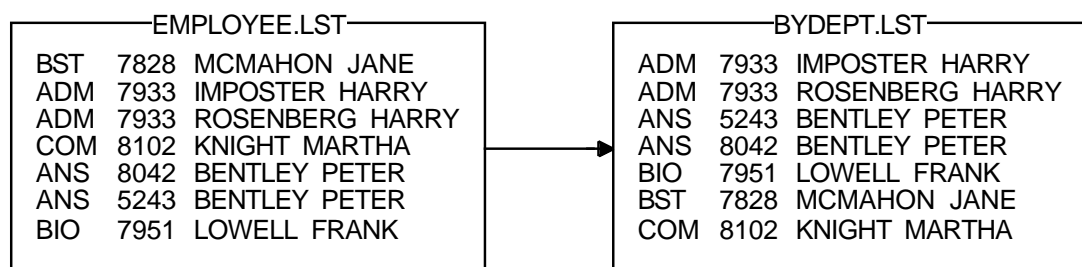 EMPLOYEE.LST
BST 7828 MCMAHON JANE
ADM 7933 IMPOSTER HARRY
ADM 7933 ROSENBERG HARRY
COM 8102 KNIGHT MARTHA
ANS 8042 BENTLEY PETER
ANS 5243 BENTLEY PETER
BIO 7951 LOWELL FRANK
BYDEPT.LST
ADM 7933 IMPOSTER HARRY
ADM 7933 ROSENBERG HARRY
ANS 5243 BENTLEY PETER
ANS 8042 BENTLEY PETER
BIO 7951 LOWELL FRANK
BST 7828 MCMAHON JANE
COM 8102 KNIGHT MARTHA